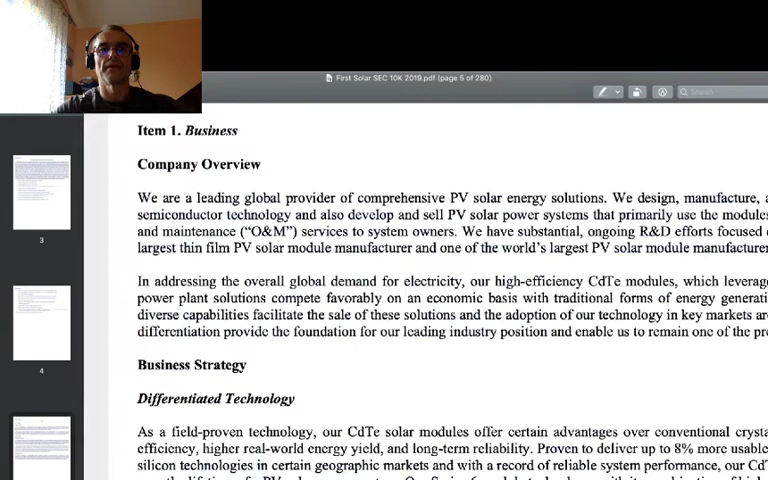 First Solar SEC 10K 2019.pdf (page 5 of 280)
Search
3
4
Item 1. Business
Company Overview
We are a leading global provider of comprehensive PV solar energy solutions. We design, manufacture, a
semiconductor technology and also develop and sell PV solar power systems that primarily use the modules
and maintenance (“O&M”) services to system owners. We have substantial, ongoing R&D efforts focused
largest thin film PV solar module manufacturer and one of the world’s largest PV solar module manufacturer
In addressing the overall global demand for electricity, our high-efficiency CdTe modules, which leverag
power plant solutions compete favorably on an economic basis with traditional forms of energy generati
diverse capabilities facilitate the sale of these solutions and the adoption of our technology in key markets ar
differentiation provide the foundation for our leading industry position and enable us to remain one of the pr
Business Strategy
Differentiated Technology
As a field-proven technology, our CdTe solar modules offer certain advantages over conventional crysta
efficiency, higher real-world energy yield, and long-term reliability. Proven to deliver up to 8% more usable
silicon technologies in certain geographic markets and with a record of reliable system performance, our CdT